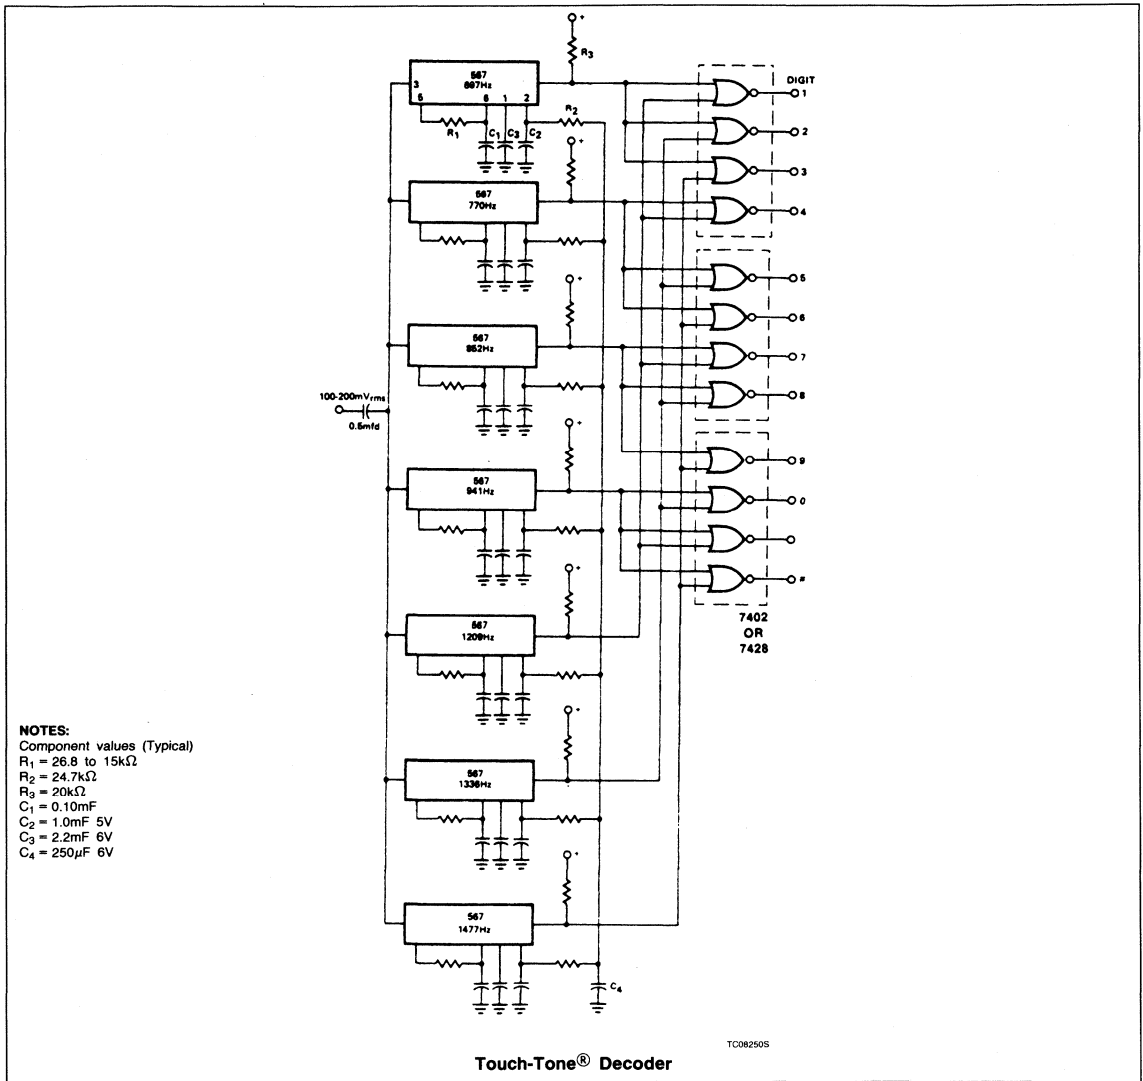 +
R3
567
697Hz
3
5
6
1
2
R1
C1
C3
C2
R2
+
567
770Hz
+
567
852Hz
+
100-200mVrms
0.5mfd
567
941Hz
+
567
1209Hz
+
567
1336Hz
+
567
1477Hz
C4
DIGIT
1
2
3
4
5
6
7
8
9
0
#
7402
OR
7428
NOTES:
Component values (Typical)
R1 = 26.8 to 15kΩ
R2 = 24.7kΩ
R3 = 20kΩ
C1 = 0.10mF
C2 = 1.0mF 5V
C3 = 2.2mF 6V
C4 = 250μF 6V
TC08250S
Touch-Tone® Decoder